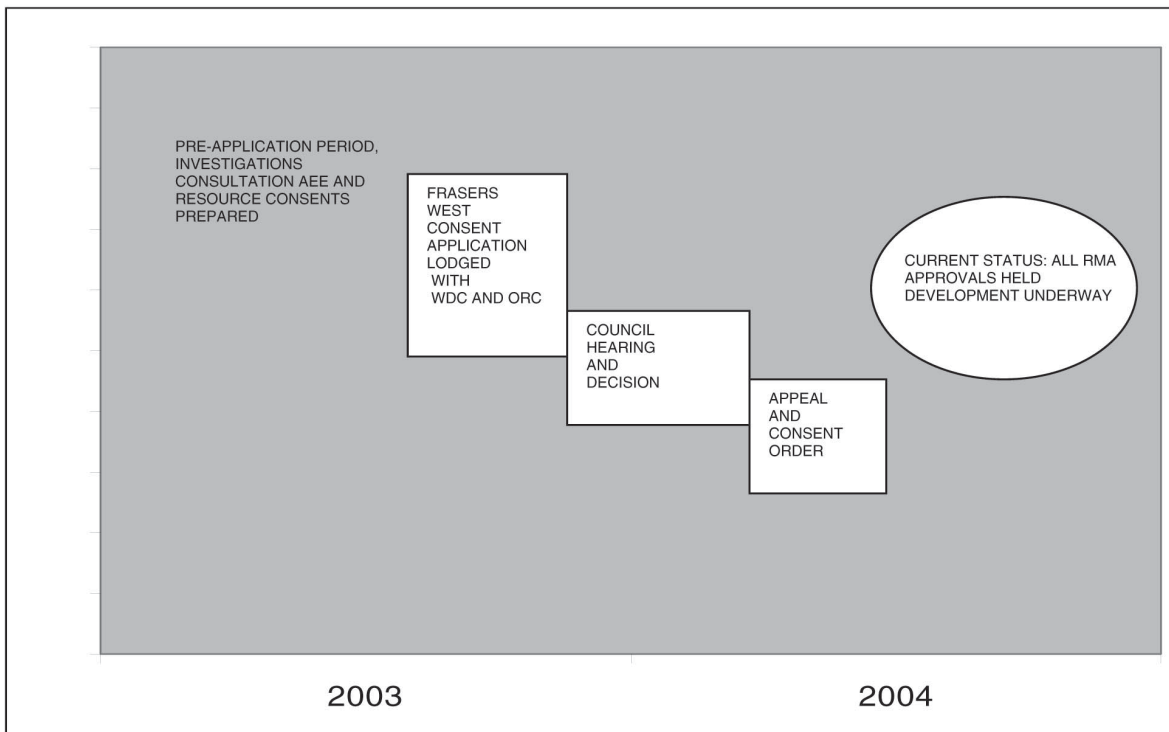 PRE-APPLICATION PERIOD,
INVESTIGATIONS
CONSULTATION AEE AND
RESOURCE CONSENTS
PREPARED
FRASERS
WEST
CONSENT
APPLICATION
LODGED
WITH
WDC AND ORC
COUNCIL
HEARING
AND
DECISION
APPEAL
AND
CONSENT
ORDER
CURRENT STATUS: ALL RMA
APPROVALS HELD
DEVELOPMENT UNDERWAY
2003
2004